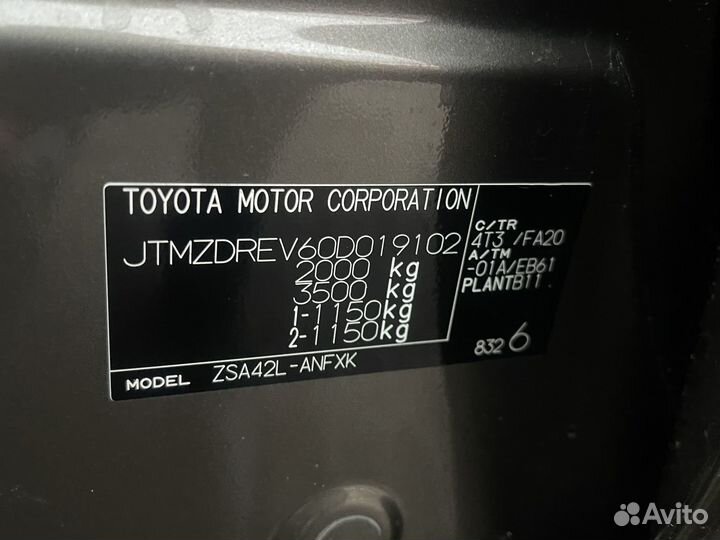 TOYOTA MOTOR CORPORATION
JTMZDREV60D019102
2000 kg
3500 kg
1-1150kg
2-1150kg
MODEL ZSA42L-ANFXK
C/TR
4T3 /FA20
A/TM
-01A/EB61
PLANTB11
832 6
Avito